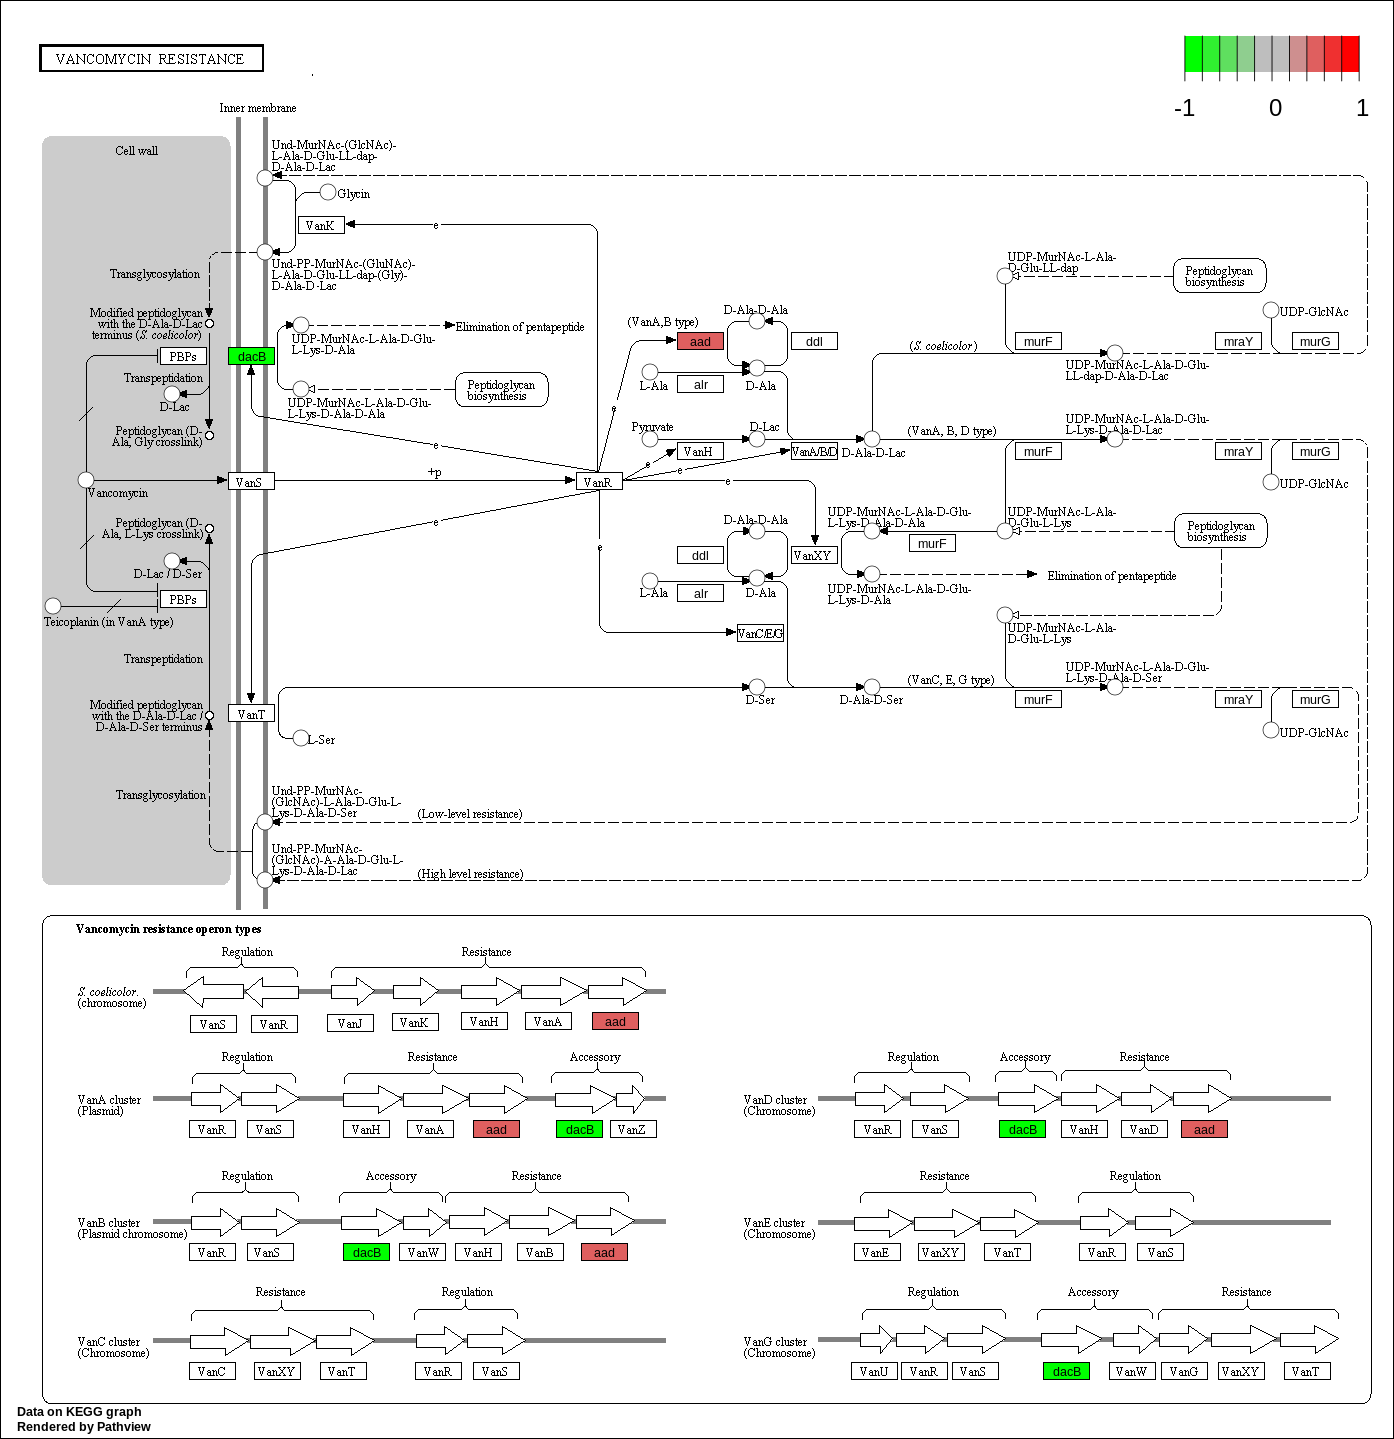 VANCOMYCIN RESISTANCE
-1
0
1
Inner membrane
Cell wall
Und-MurNAc-(GlcNAc)-
L-Ala-D-Glu-LL-dap-
D-Ala-D-Lac
Glycin
VanK
e
Und-PP-MurNAc-(GluNAc)-
L-Ala-D-Glu-LL-dap-(Gly)-
D-Ala-D-Lac
Transglycosylation
Modified peptidoglycan
with the D-Ala-D-Lac
terminus (S. coelicolor)
PBPs
dacB
Transpeptidation
D-Lac
Peptidoglycan (D-
Ala, Gly crosslink)
UDP-MurNAc-L-Ala-D-Glu-
L-Lys-D-Ala
Elimination of pentapeptide
UDP-MurNAc-L-Ala-D-Glu-
L-Lys-D-Ala-D-Ala
Peptidoglycan
biosynthesis
e
Vancomycin
VanS
+p
VanR
e
Peptidoglycan (D-
Ala, L-Lys crosslink)
D-Lac / D-Ser
PBPs
Teicoplanin (in VanA type)
Transpeptidation
Modified peptidoglycan
with the D-Ala-D-Lac /
D-Ala-D-Ser terminus
VanT
L-Ser
Transglycosylation
(VanA,B type)
aad
D-Ala-D-Ala
ddl
L-Ala
alr
D-Ala
e
Pyruvate
VanH
D-Lac
VanA/B/D
D-Ala-D-Lac
e
e
e
e
D-Ala-D-Ala
ddl
VanXY
L-Ala
alr
D-Ala
VanC/E/G
D-Ser
D-Ala-D-Ser
UDP-MurNAc-L-Ala-
D-Glu-LL-dap
Peptidoglycan
biosynthesis
UDP-GlcNAc
(S. coelicolor)
murF
mraY
murG
UDP-MurNAc-L-Ala-D-Glu-
LL-dap-D-Ala-D-Lac
(VanA, B, D type)
UDP-MurNAc-L-Ala-D-Glu-
L-Lys-D-Ala-D-Lac
murF
mraY
murG
UDP-GlcNAc
UDP-MurNAc-L-Ala-D-Glu-
L-Lys-D-Ala-D-Ala
UDP-MurNAc-L-Ala-
D-Glu-L-Lys
Peptidoglycan
biosynthesis
murF
Elimination of pentapeptide
UDP-MurNAc-L-Ala-D-Glu-
L-Lys-D-Ala
UDP-MurNAc-L-Ala-
D-Glu-L-Lys
(VanC, E, G type)
UDP-MurNAc-L-Ala-D-Glu-
L-Lys-D-Ala-D-Ser
murF
mraY
murG
UDP-GlcNAc
Und-PP-MurNAc-
(GlcNAc)-L-Ala-D-Glu-L-
Lys-D-Ala-D-Ser
(Low-level resistance)
Und-PP-MurNAc-
(GlcNAc)-A-Ala-D-Glu-L-
Lys-D-Ala-D-Lac
(High level resistance)
Vancomycin resistance operon types
Regulation
Resistance
S. coelicolor.
(chromosome)
VanS
VanR
VanJ
VanK
VanH
VanA
aad
Regulation
Resistance
Accessory
VanA cluster
(Plasmid)
VanR
VanS
VanH
VanA
aad
dacB
VanZ
Regulation
Accessory
Resistance
VanD cluster
(Chromosome)
VanR
VanS
dacB
VanH
VanD
aad
Regulation
Accessory
Resistance
VanB cluster
(Plasmid chromosome)
VanR
VanS
dacB
VanW
VanH
VanB
aad
Resistance
Regulation
VanE cluster
(Chromosome)
VanE
VanXY
VanT
VanR
VanS
Resistance
Regulation
VanC cluster
(Chromosome)
VanC
VanXY
VanT
VanR
VanS
Regulation
Accessory
Resistance
VanG cluster
(Chromosome)
VanU
VanR
VanS
dacB
VanW
VanG
VanXY
VanT
Data on KEGG graph
Rendered by Pathview